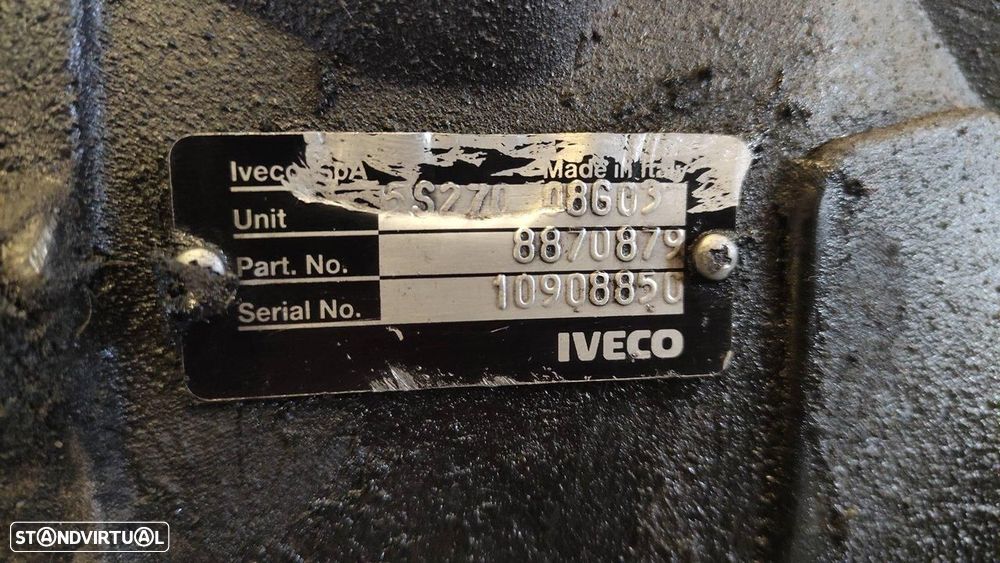 Iveco SpA Made in Italy
Unit 5S270 08G03
Part. No. 8870879
Serial No. 10908850
IVECO
STANDVIRTUAL